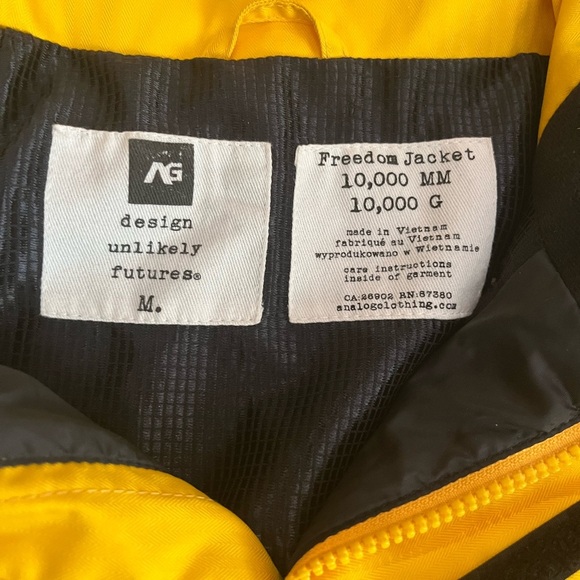 AG
design
unlikely
futures®
M.
Freedom Jacket
10,000 MM
10,000 G
made in Vietnam
fabriqué au Vietnam
wyprodukowano w Wietnamie
care instructions
inside of garment
CA:26902 RN:87380
analogclothing.com